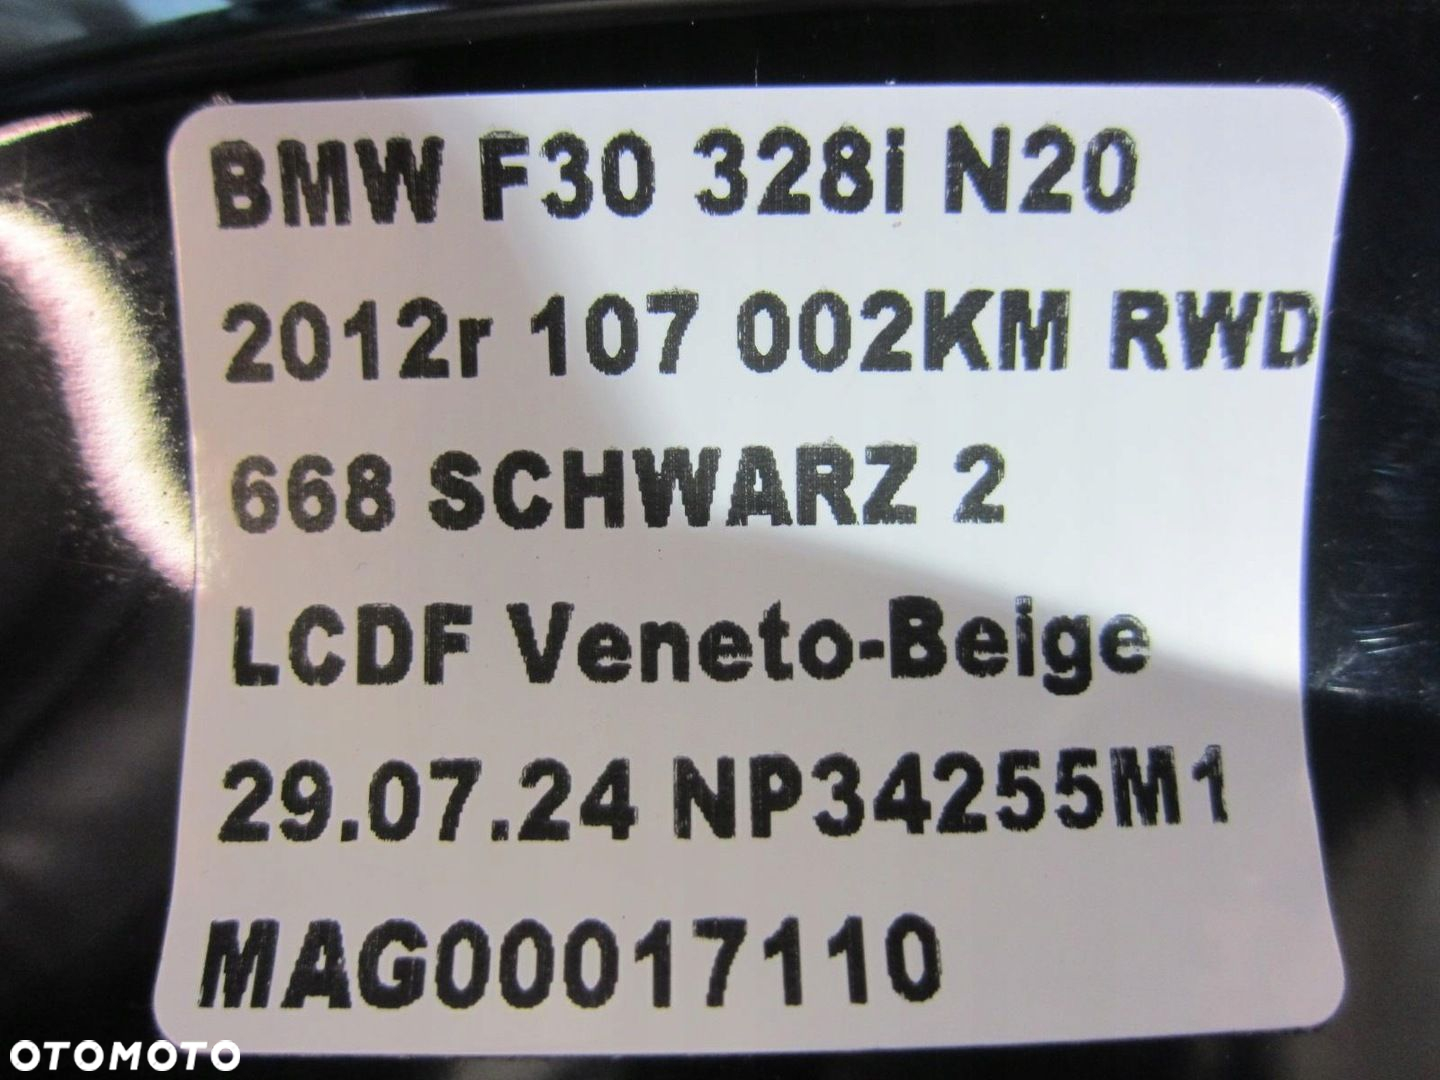 BMW F30 328i N20
2012r 107 002KM RWD
668 SCHWARZ 2
LCDF Veneto-Beige
29.07.24 NP34255M1
MAG00017110
OTOMOTO